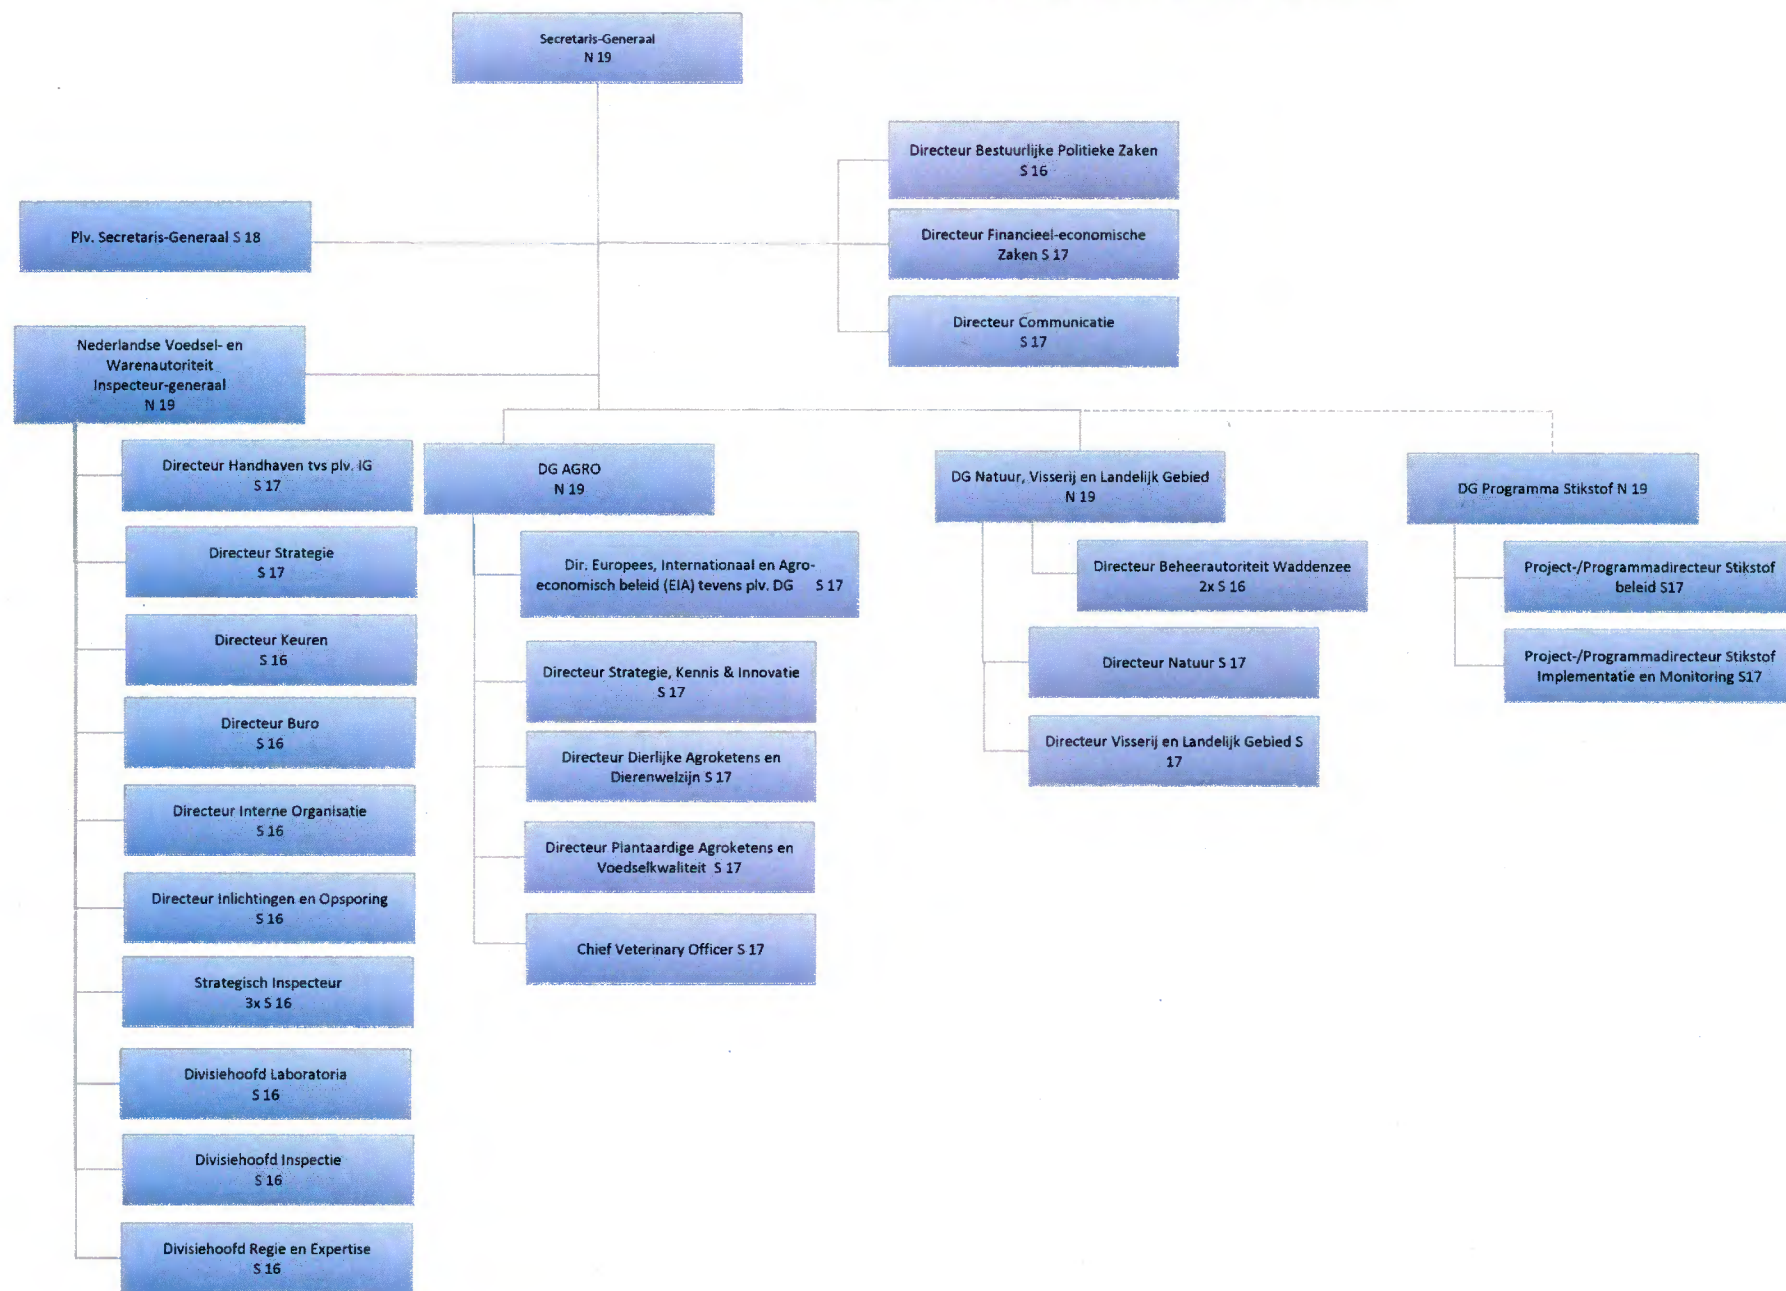 Secretaris-Generaal
N 19
Directeur Bestuurlijke Politieke Zaken
S 16
Plv. Secretaris-Generaal S 18
Directeur Financieel-economische
Zaken S 17
Directeur Communicatie
S 17
Nederlandse Voedsel- en
Warenautoriteit
Inspecteur-generaal
N 19
Directeur Handhaven tvs plv. IG
S 17
Directeur Strategie
S 17
Directeur Keuren
S 16
Directeur Buro
S 16
Directeur Interne Organisatie
S 16
Directeur Inlichtingen en Opsporing
S 16
Strategisch Inspecteur
3x S 16
Divisiehoofd Laboratoria
S 16
Divisiehoofd Inspectie
S 16
Divisiehoofd Regie en Expertise
S 16
DG AGRO
N 19
Dir. Europees, Internationaal en Agro-
economisch beleid (EIA) tevens plv. DG S 17
Directeur Strategie, Kennis & Innovatie
S 17
Directeur Dierlijke Agroketens en
Dierenwelzijn S 17
Directeur Plantaardige Agroketens en
Voedselkwaliteit S 17
Chief Veterinary Officer S 17
DG Natuur, Visserij en Landelijk Gebied
N 19
Directeur Beheerautoriteit Waddenzee
2x S 16
Directeur Natuur S 17
Directeur Visserij en Landelijk Gebied S
17
DG Programma Stikstof N 19
Project-/Programmadirecteur Stikstof
beleid S17
Project-/Programmadirecteur Stikstof
Implementatie en Monitoring S17